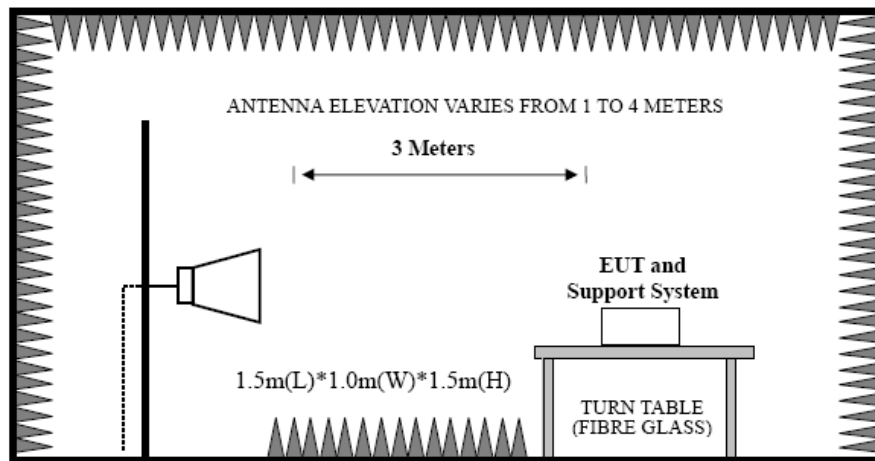 ANTENNA ELEVATION VARIES FROM 1 TO 4 METERS
3 Meters
EUT and
Support System
1.5m(L)*1.0m(W)*1.5m(H)
TURN TABLE
(FIBRE GLASS)